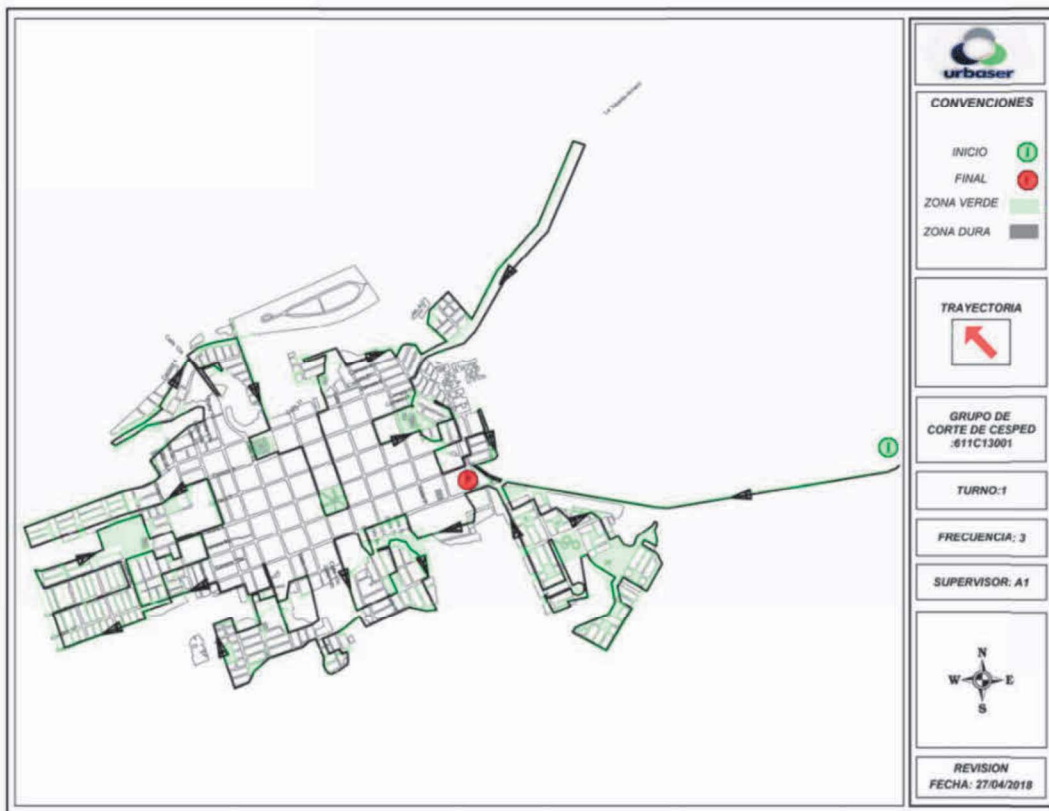 urbaser
CONVENCIONES
INICIO I
FINAL F
ZONA VERDE
ZONA DURA
TRAYECTORIA
GRUPO DE
CORTE DE CESPED
:611C13001
TURNO:1
FRECUENCIA: 3
SUPERVISOR: A1
N
W E
S
REVISION
FECHA: 27/04/2018
I
F